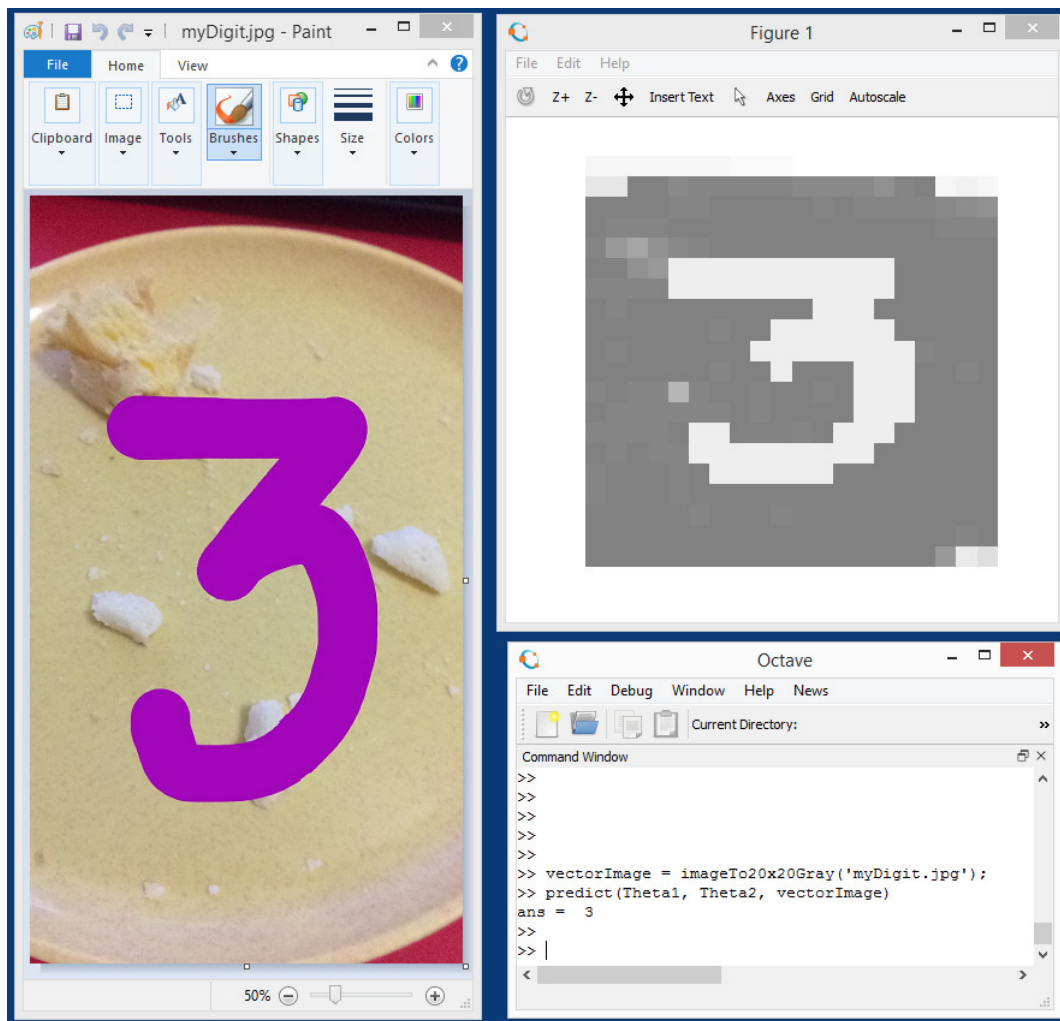 myDigit.jpg - Paint
File Home View
Clipboard Image Tools Brushes Shapes Size Colors
3
50%
Figure 1
File Edit Help
Z+ Z- Insert Text Axes Grid Autoscale
3
Octave
File Edit Debug Window Help News
Current Directory:
Command Window
>>
>>
>>
>>
>>
>> vectorImage = imageTo20x20Gray('myDigit.jpg');
>> predict(Theta1, Theta2, vectorImage)
ans = 3
>>
>>